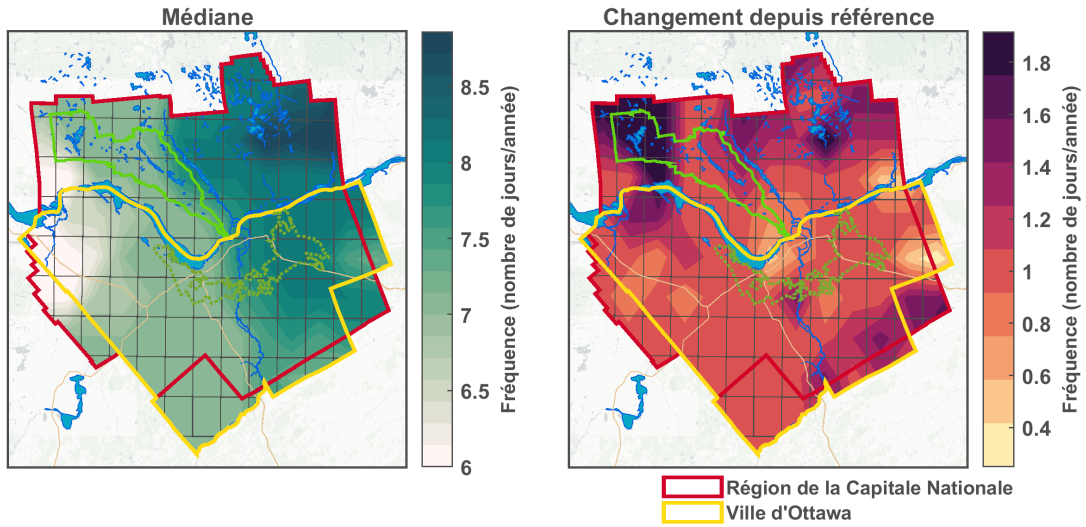 Médiane
Changement depuis référence
8.5
8
7.5
7
6.5
6
Fréquence (nombre de jours/année)
1.8
1.6
1.4
1.2
1
0.8
0.6
0.4
Fréquence (nombre de jours/année)
Région de la Capitale Nationale
Ville d'Ottawa